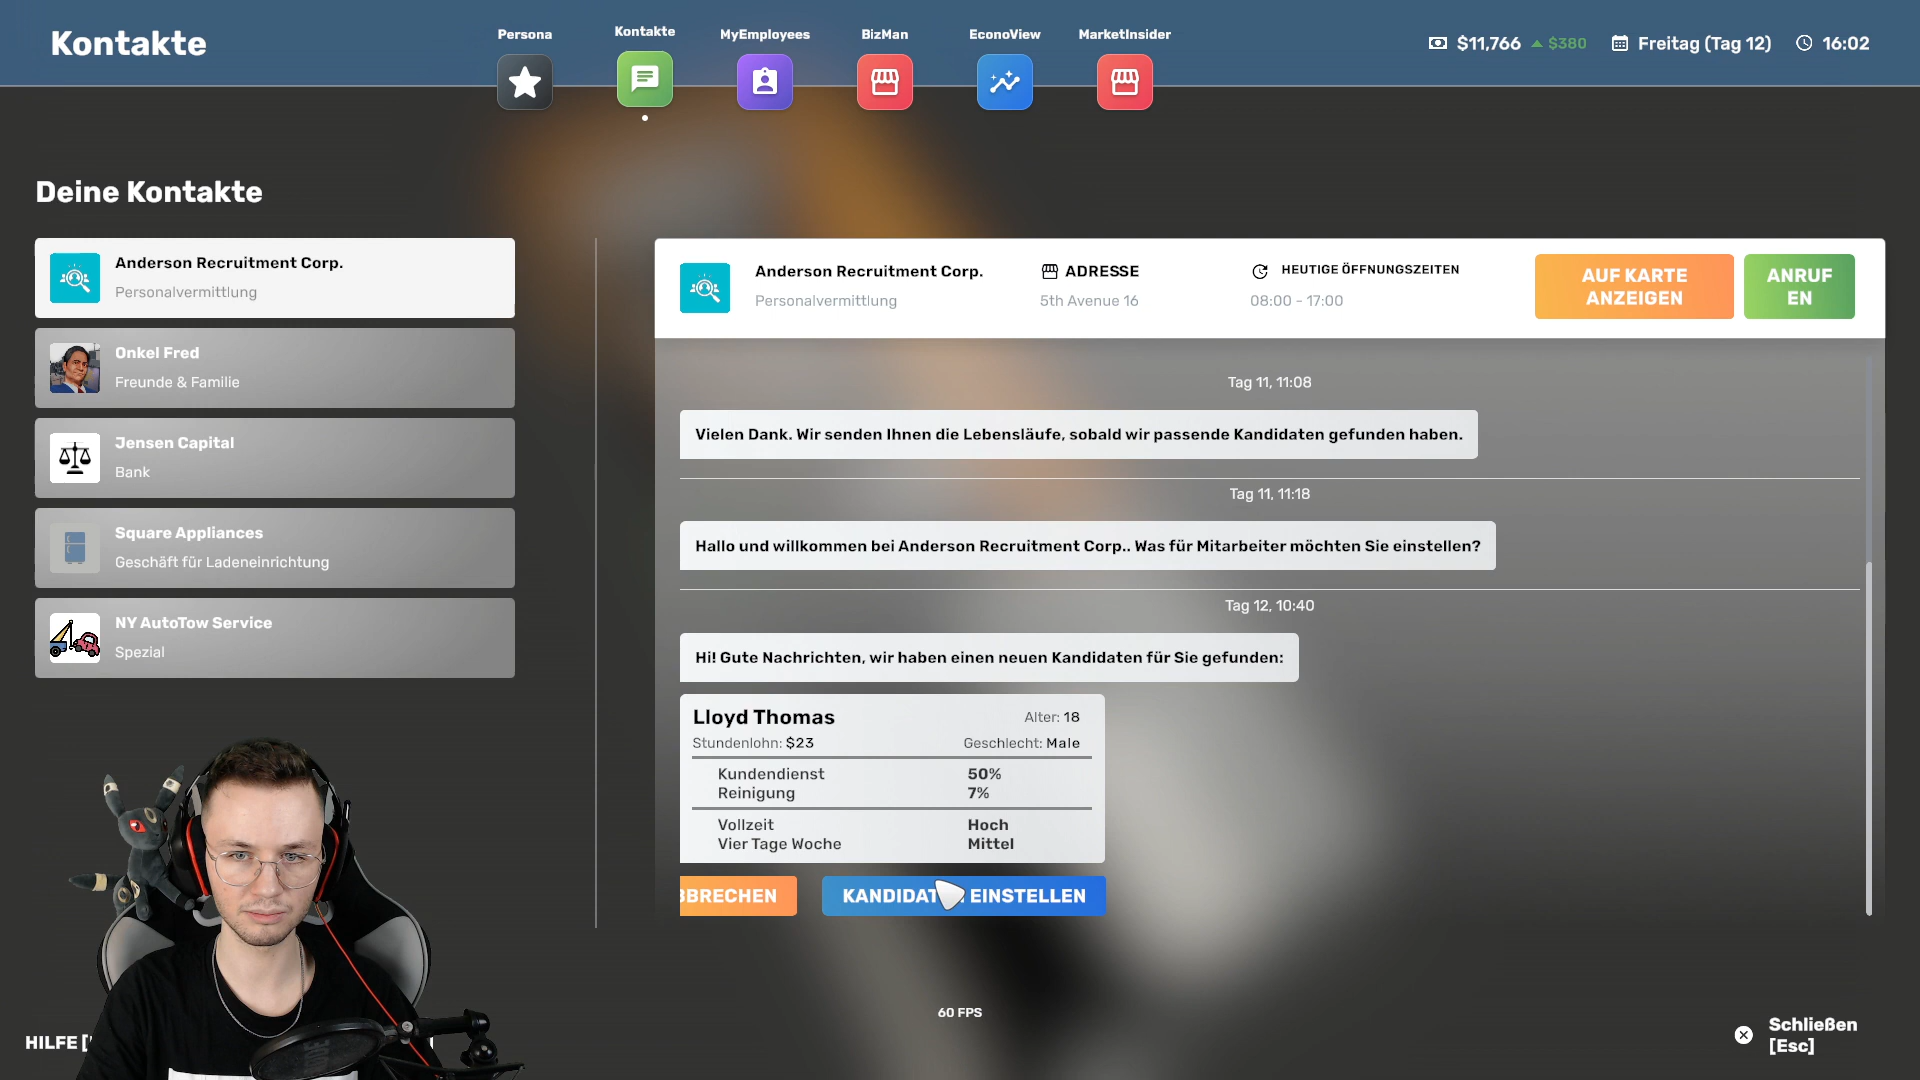 Kontakte
Persona
Kontakte
MyEmployees
BizMan
EconoView
MarketInsider
$11,766 $380
Freitag (Tag 12)
16:02
Deine Kontakte
Anderson Recruitment Corp.
Personalvermittlung
Onkel Fred
Freunde & Familie
Jensen Capital
Bank
Square Appliances
Geschäft für Ladeneinrichtung
NY AutoTow Service
Spezial
Anderson Recruitment Corp.
Personalvermittlung
ADRESSE
5th Avenue 16
HEUTIGE ÖFFNUNGSZEITEN
08:00 - 17:00
AUF KARTE
ANZEIGEN
ANRUF
EN
Tag 11, 11:08
Vielen Dank. Wir senden Ihnen die Lebensläufe, sobald wir passende Kandidaten gefunden haben.
Tag 11, 11:18
Hallo und willkommen bei Anderson Recruitment Corp.. Was für Mitarbeiter möchten Sie einstellen?
Tag 12, 10:40
Hi! Gute Nachrichten, wir haben einen neuen Kandidaten für Sie gefunden:
Lloyd Thomas
Alter: 18
Stundenlohn: $23
Geschlecht: Male
Kundendienst 50%
Reinigung 7%
Vollzeit Hoch
Vier Tage Woche Mittel
BBRECHEN
KANDIDAT EINSTELLEN
60 FPS
HILFE [
Schließen
[Esc]